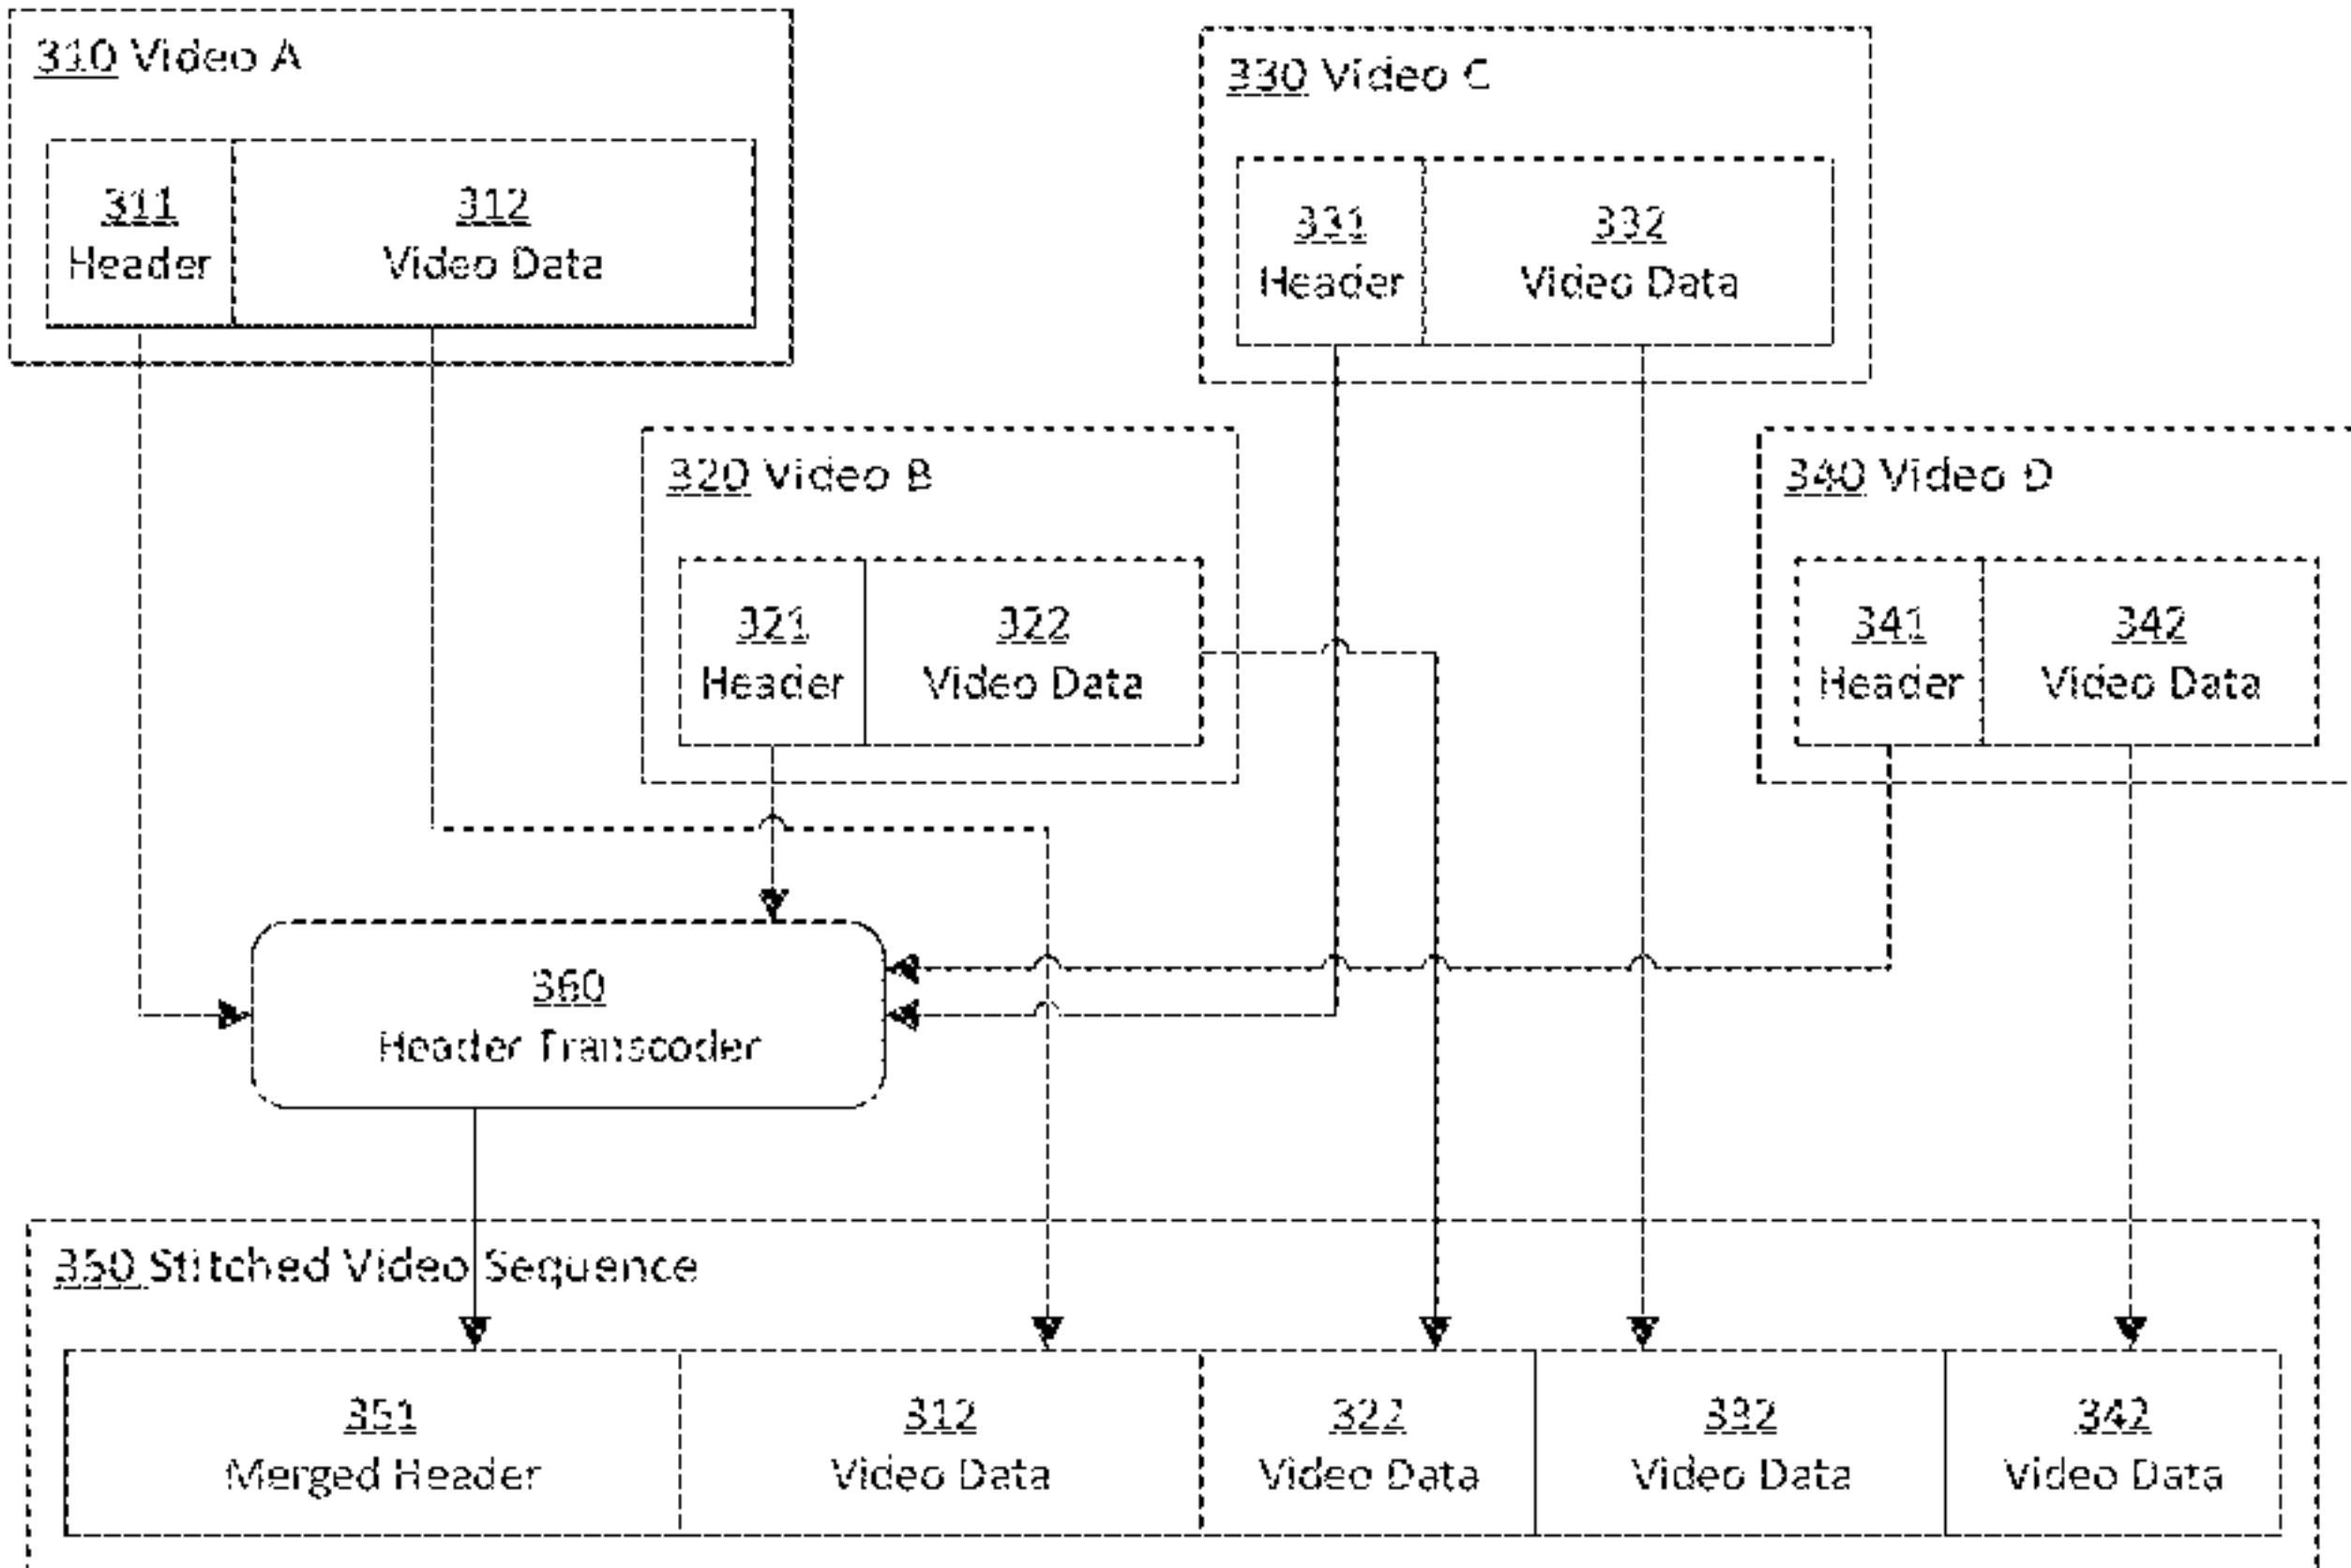 310 Video A
311
Header
312
Video Data
330 Video C
331
Header
332
Video Data
320 Video B
321
Header
322
Video Data
340 Video D
341
Header
342
Video Data
360
Header Transcoder
350 Stitched Video Sequence
351
Merged Header
312
Video Data
322
Video Data
332
Video Data
342
Video Data